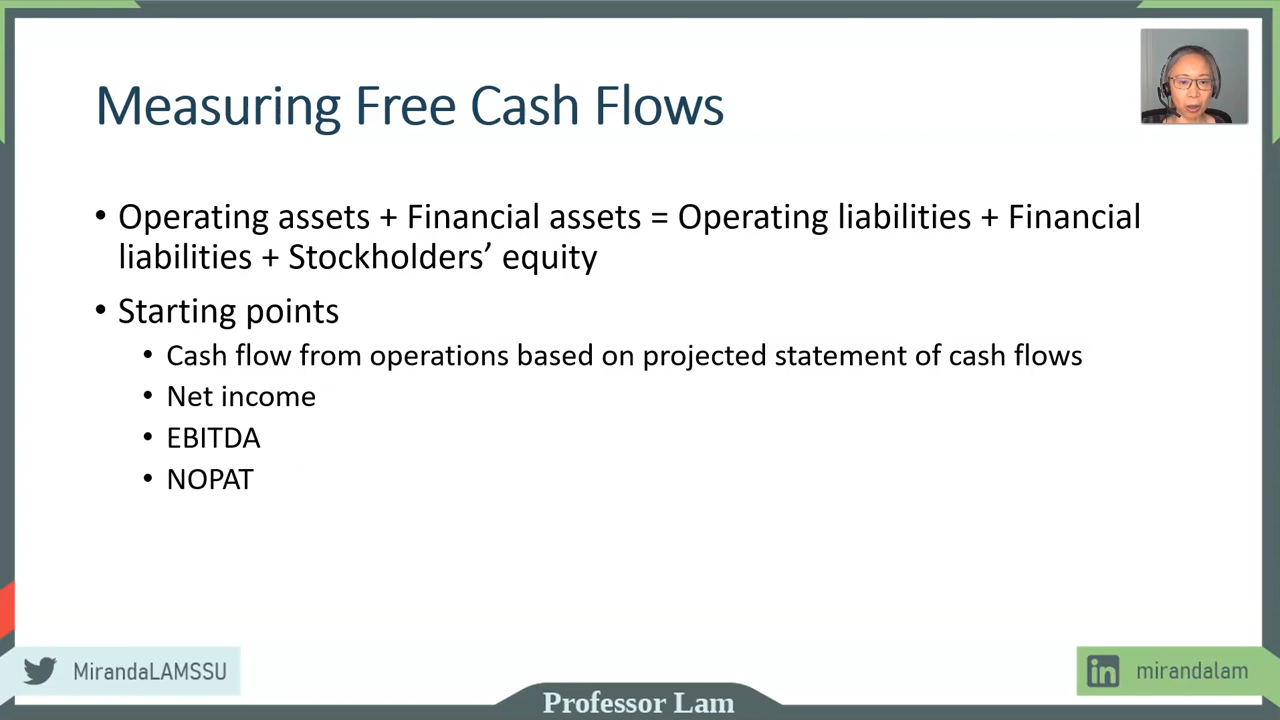 Measuring Free Cash Flows
• Operating assets + Financial assets = Operating liabilities + Financial
liabilities + Stockholders’ equity
• Starting points
• Cash flow from operations based on projected statement of cash flows
• Net income
• EBITDA
• NOPAT
MirandaLAMSSU
in mirandalam
Professor Lam